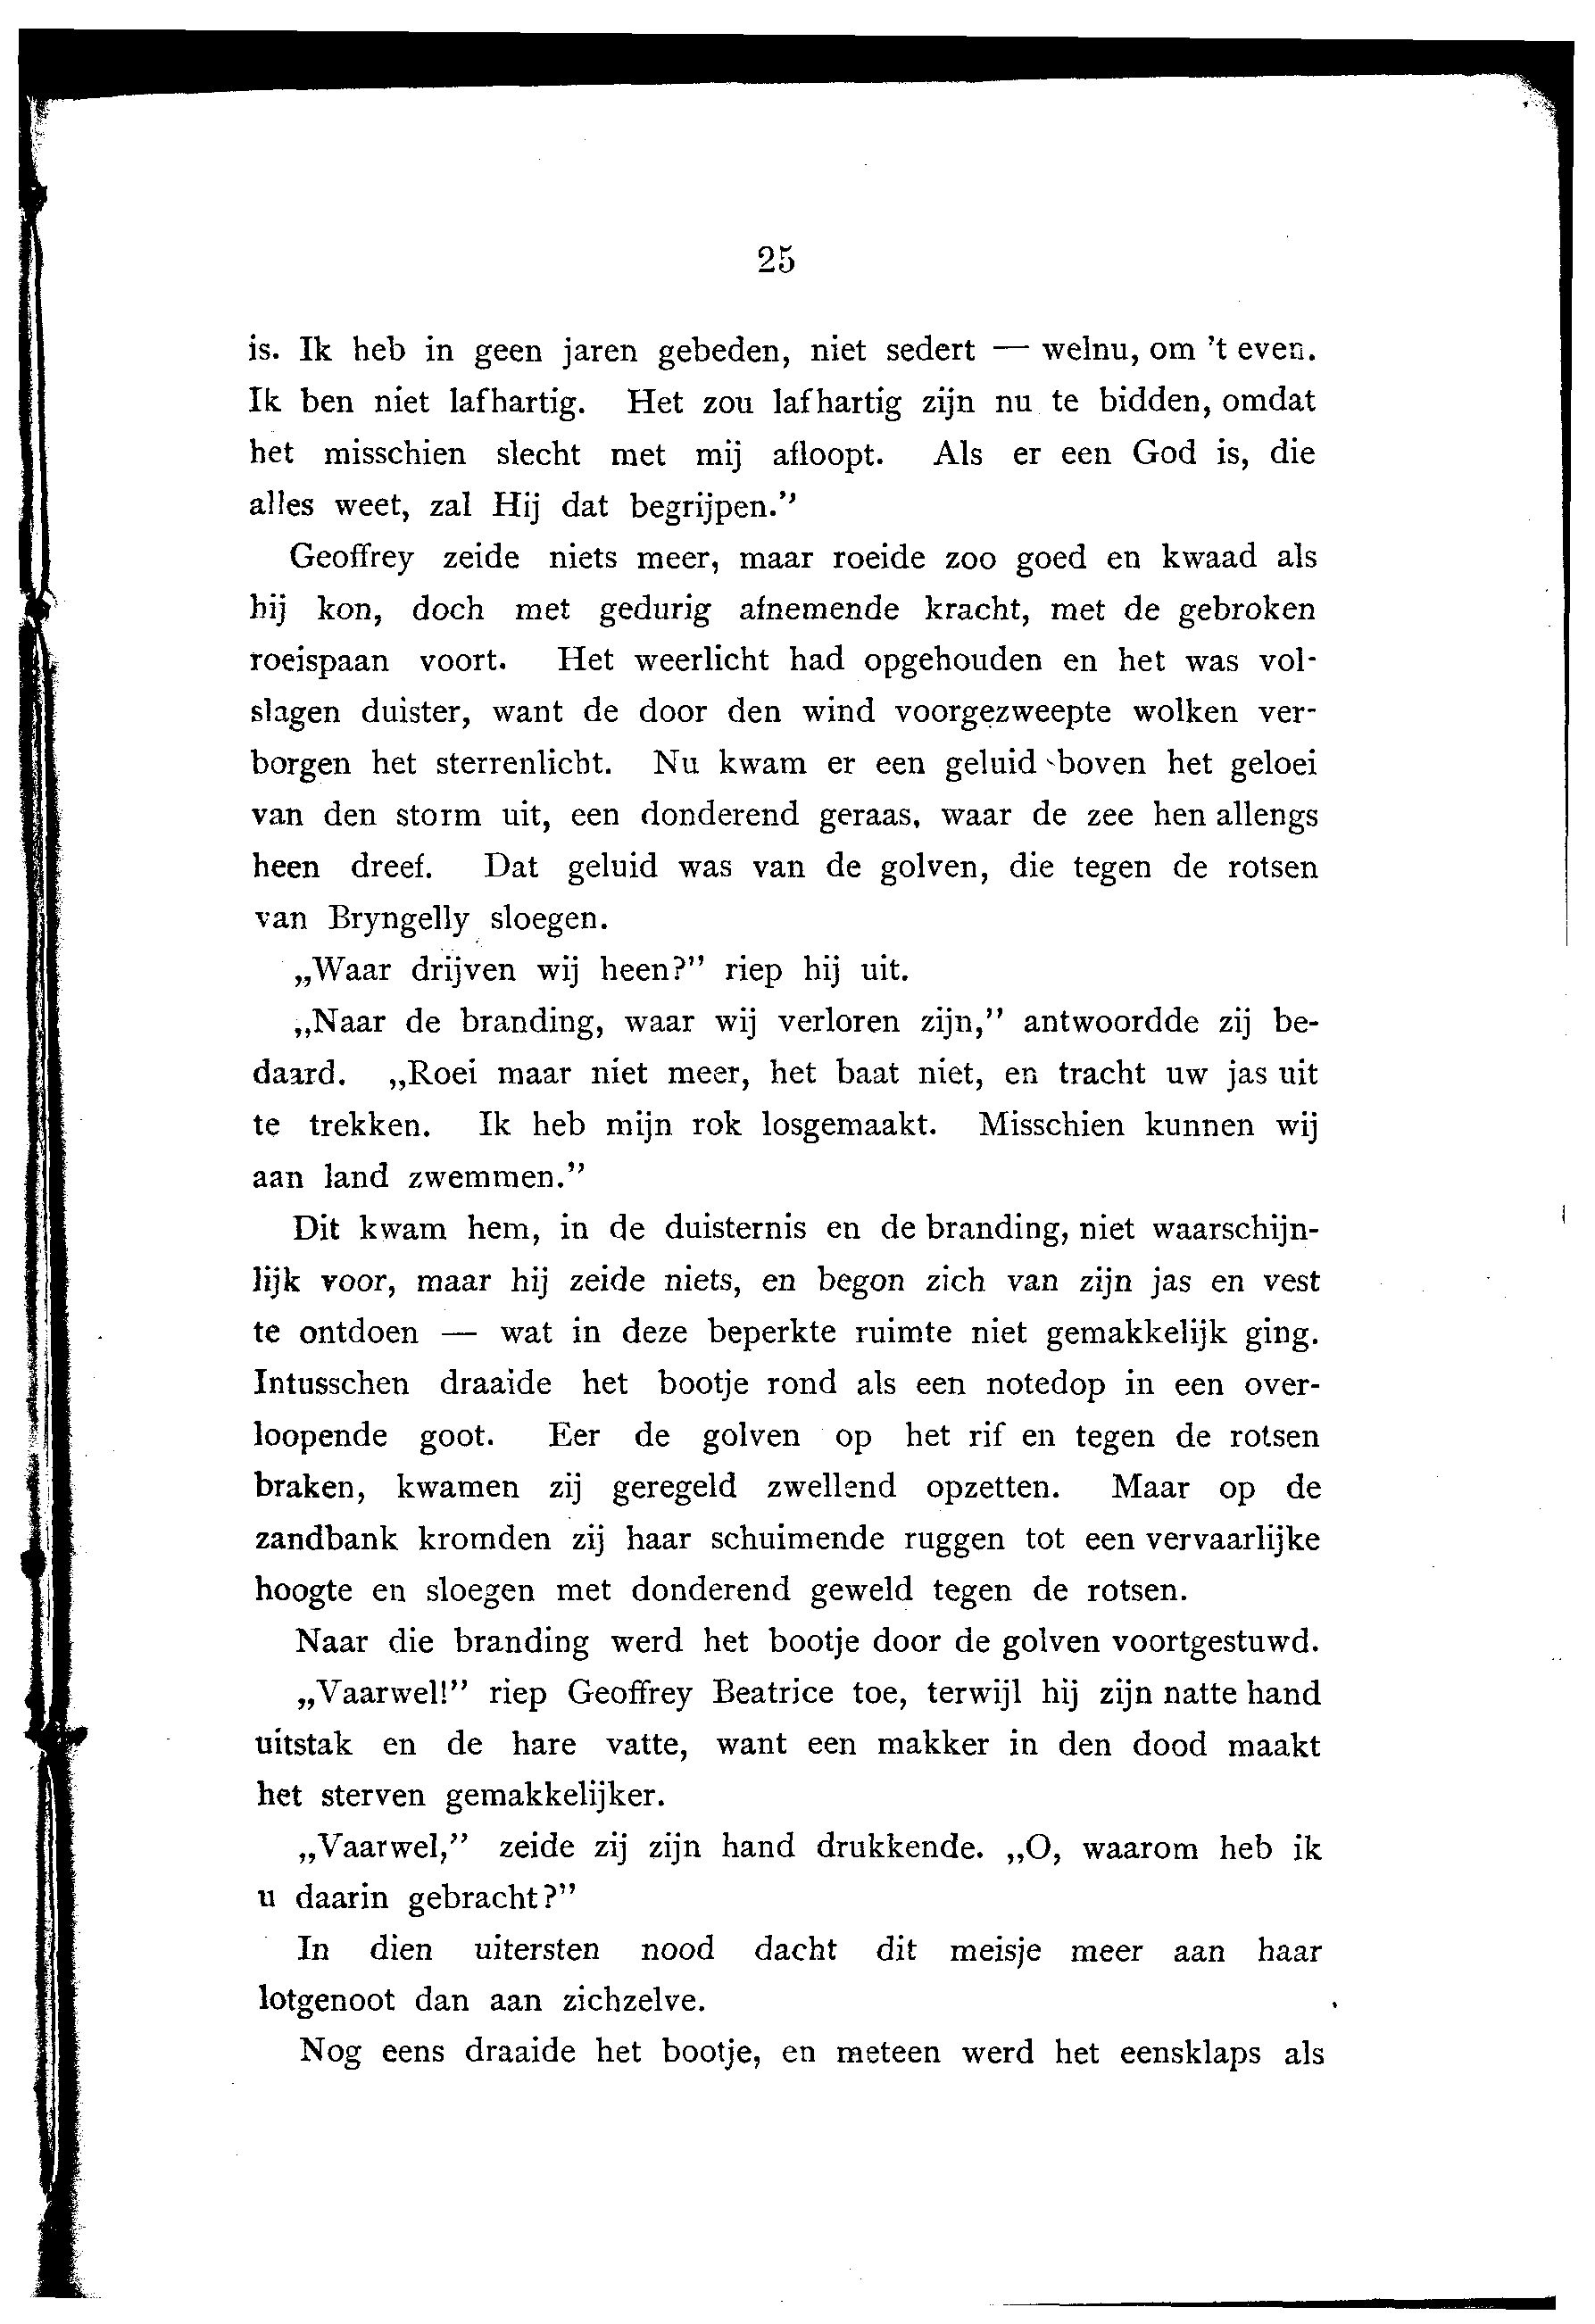 25
is. Ik heb in geen jaren gebeden, niet sedert — welnu, om 't even.
Ik ben niet lafhartig. Het zou lafhartig zijn nu te bidden, omdat
het misschien slecht met mij afloopt. Als er een God is, die
alles weet, zal Hij dat begrijpen.”
Geoffrey zeide niets meer, maar roeide zoo goed en kwaad als
hij kon, doch met gedurig afnemende kracht, met de gebroken
roeispaan voort. Het weerlicht had opgehouden en het was vol-
slagen duister, want de door den wind voorgezweepte wolken ver-
borgen het sterrenlicht. Nu kwam er een geluid boven het geloei
van den storm uit, een donderend geraas, waar de zee hen allengs
heen dreef. Dat geluid was van de golven, die tegen de rotsen
van Bryngelly sloegen.
„Waar drijven wij heen?” riep hij uit.
„Naar de branding, waar wij verloren zijn,” antwoordde zij be-
daard. „Roei maar niet meer, het baat niet, en tracht uw jas uit
te trekken. Ik heb mijn rok losgemaakt. Misschien kunnen wij
aan land zwemmen.”
Dit kwam hem, in de duisternis en de branding, niet waarschijn-
lijk voor, maar hij zeide niets, en begon zich van zijn jas en vest
te ontdoen — wat in deze beperkte ruimte niet gemakkelijk ging.
Intusschen draaide het bootje rond als een notedop in een over-
loopende goot. Eer de golven op het rif en tegen de rotsen
braken, kwamen zij geregeld zwellend opzetten. Maar op de
zandbank kromden zij haar schuimende ruggen tot een vervaarlijke
hoogte en sloegen met donderend geweld tegen de rotsen.
Naar die branding werd het bootje door de golven voortgestuwd.
„Vaarwel!” riep Geoffrey Beatrice toe, terwijl hij zijn natte hand
uitstak en de hare vatte, want een makker in den dood maakt
het sterven gemakkelijker.
„Vaarwel,” zeide zij zijn hand drukkende. „O, waarom heb ik
u daarin gebracht?”
In dien uitersten nood dacht dit meisje meer aan haar
lotgenoot dan aan zichzelve.
Nog eens draaide het bootje, en meteen werd het eensklaps als